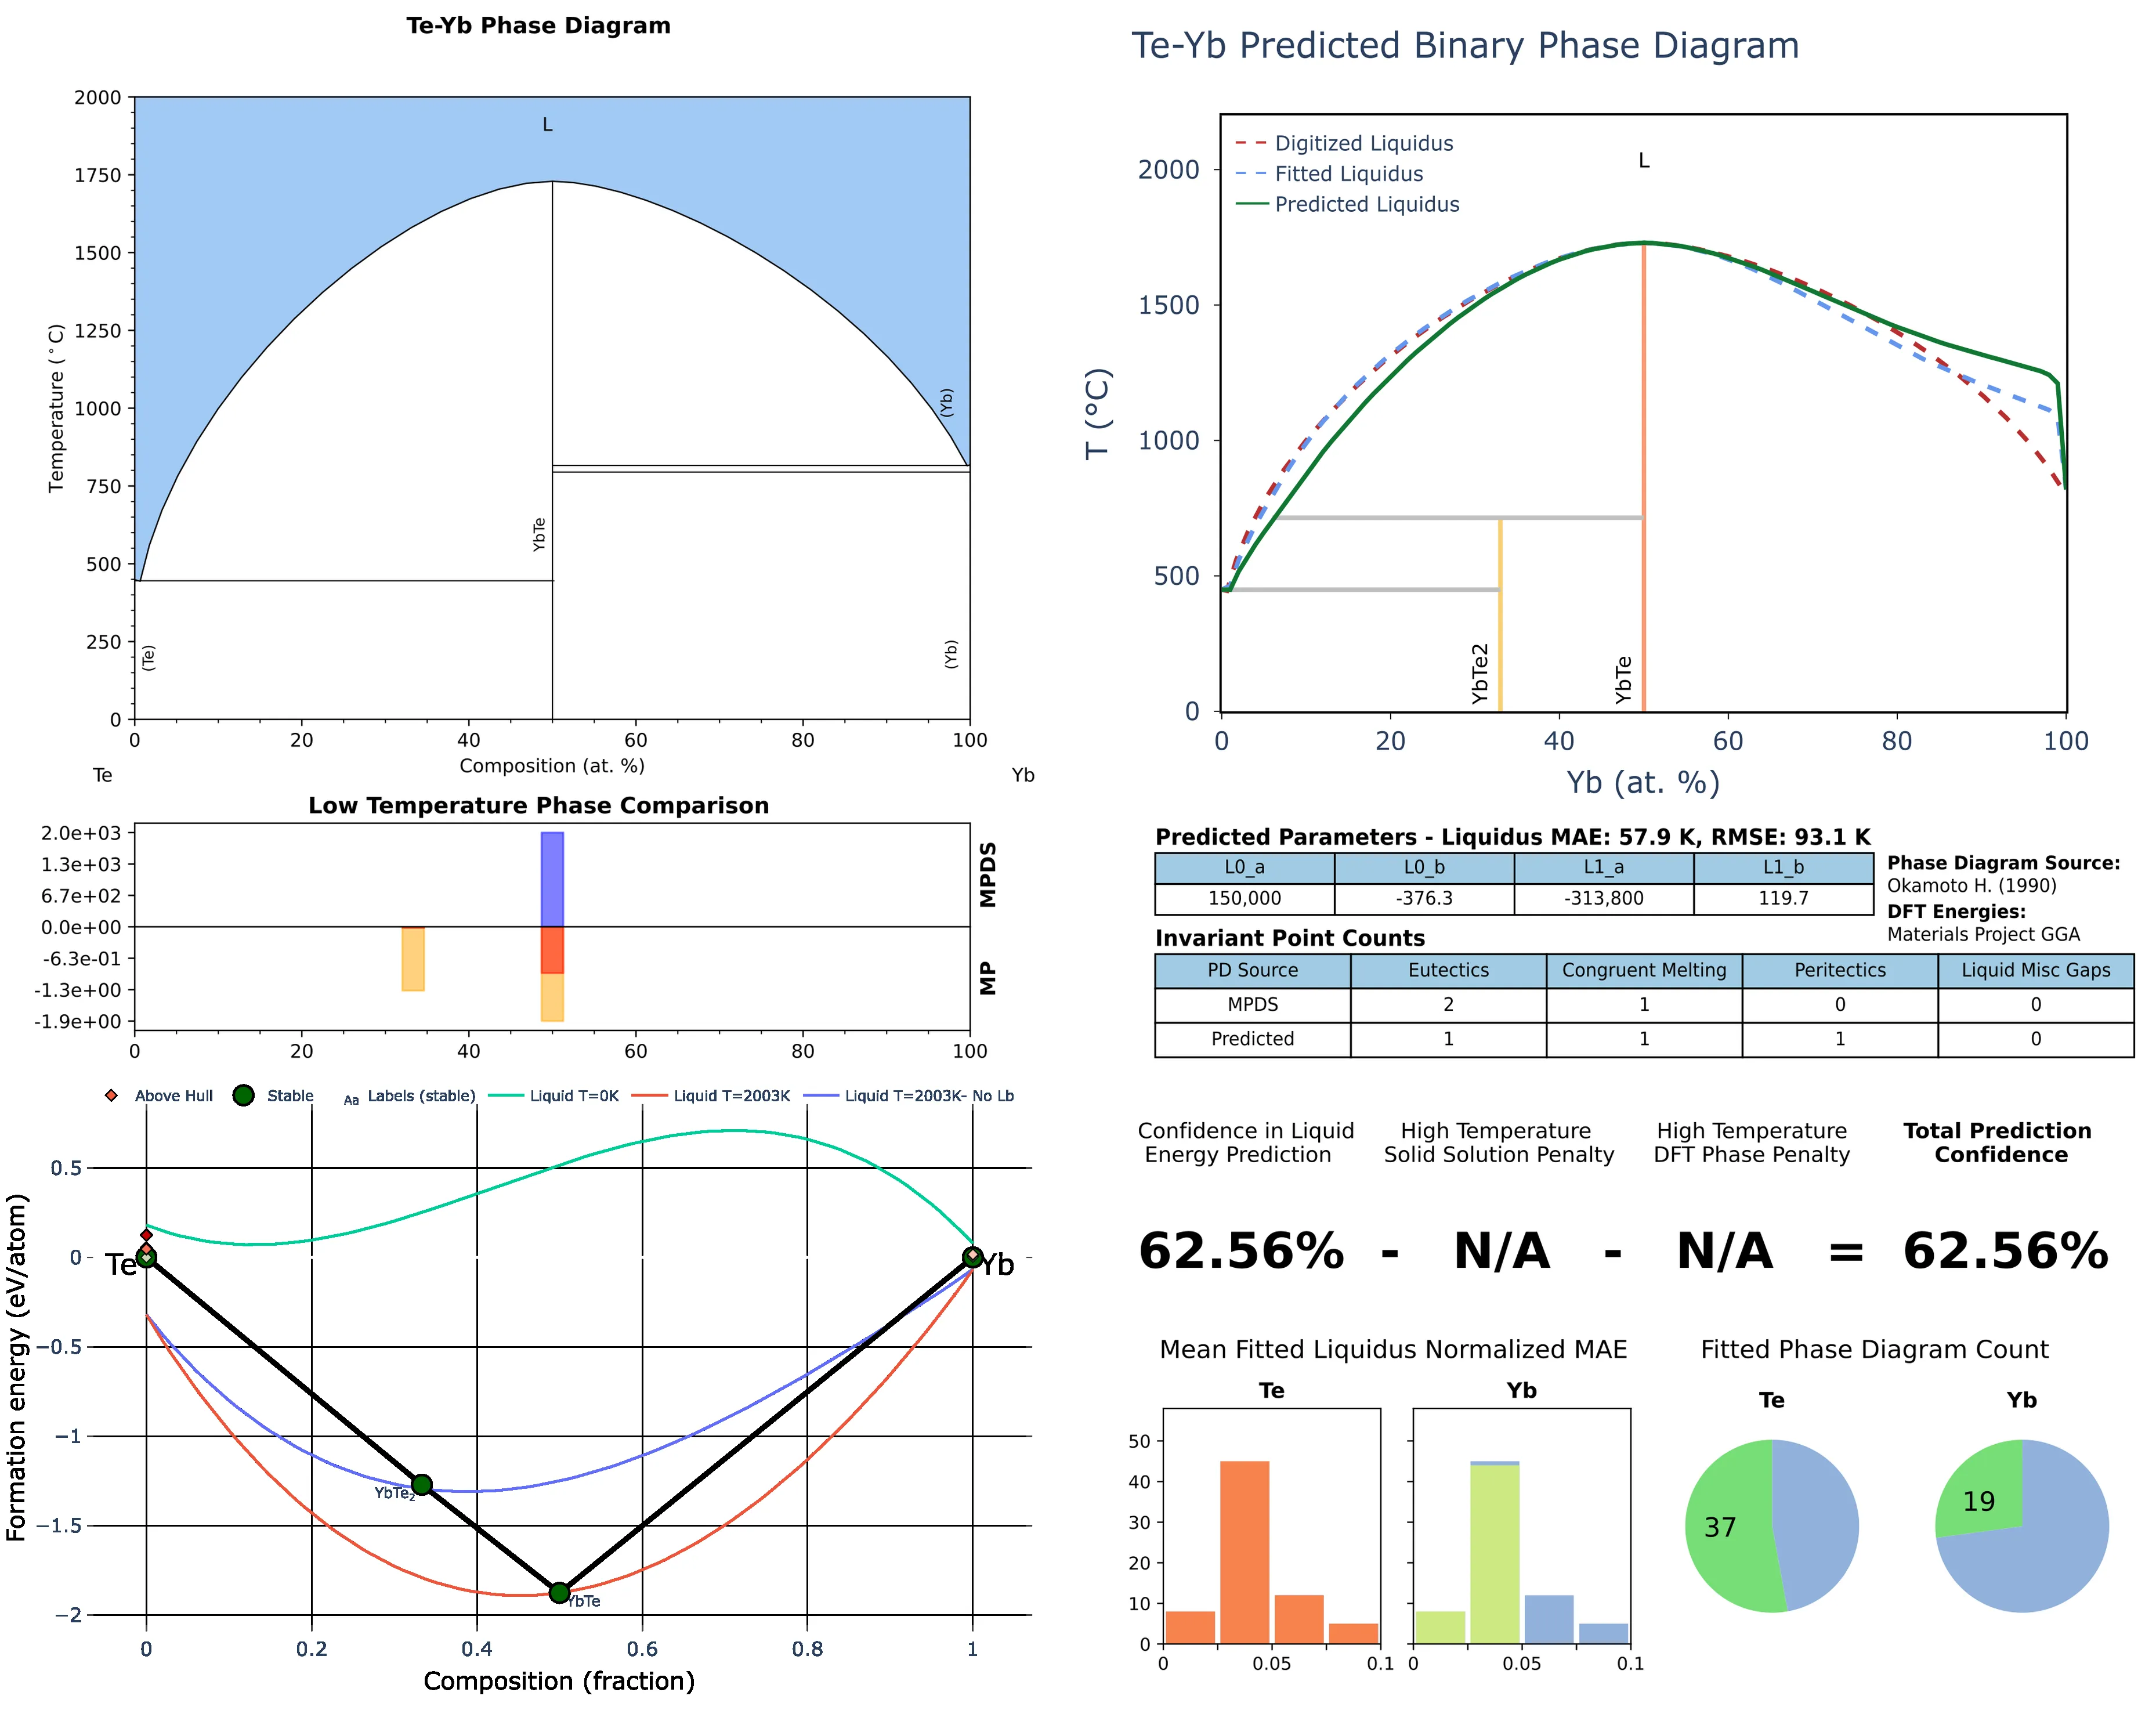 Te-Yb Phase Diagram
2000
1750
1500
1250
1000
750
500
250
0
Temperature (°C)
L
YbTe
(Yb)
(Te)
(Yb)
0 20 40 60 80 100
Composition (at. %)
Te
Yb
Low Temperature Phase Comparison
2.0e+03
1.3e+03
6.7e+02
0.0e+00
-6.3e-01
-1.3e+00
-1.9e+00
MPDS
MP
0 20 40 60 80 100
Above Hull
Stable
Aa Labels (stable)
Liquid T=0K
Liquid T=2003K
Liquid T=2003K- No Lb
0.5
0
−0.5
−1
−1.5
−2
Formation energy (eV/atom)
Te
Yb
YbTe2
YbTe
0 0.2 0.4 0.6 0.8 1
Composition (fraction)
Te-Yb Predicted Binary Phase Diagram
Digitized Liquidus
Fitted Liquidus
Predicted Liquidus
L
2000
1500
1000
500
0
T (°C)
YbTe2
YbTe
0 20 40 60 80 100
Yb (at. %)
Predicted Parameters - Liquidus MAE: 57.9 K, RMSE: 93.1 K
L0_a L0_b L1_a L1_b
150,000 -376.3 -313,800 119.7
Phase Diagram Source:
Okamoto H. (1990)
DFT Energies:
Materials Project GGA
Invariant Point Counts
PD Source Eutectics Congruent Melting Peritectics Liquid Misc Gaps
MPDS 2 1 0 0
Predicted 1 1 1 0
Confidence in Liquid
Energy Prediction
High Temperature
Solid Solution Penalty
High Temperature
DFT Phase Penalty
Total Prediction
Confidence
62.56% - N/A - N/A = 62.56%
Mean Fitted Liquidus Normalized MAE
Te
Yb
50
40
30
20
10
0
0 0.05 0.1
0 0.05 0.1
Fitted Phase Diagram Count
Te
Yb
37
19